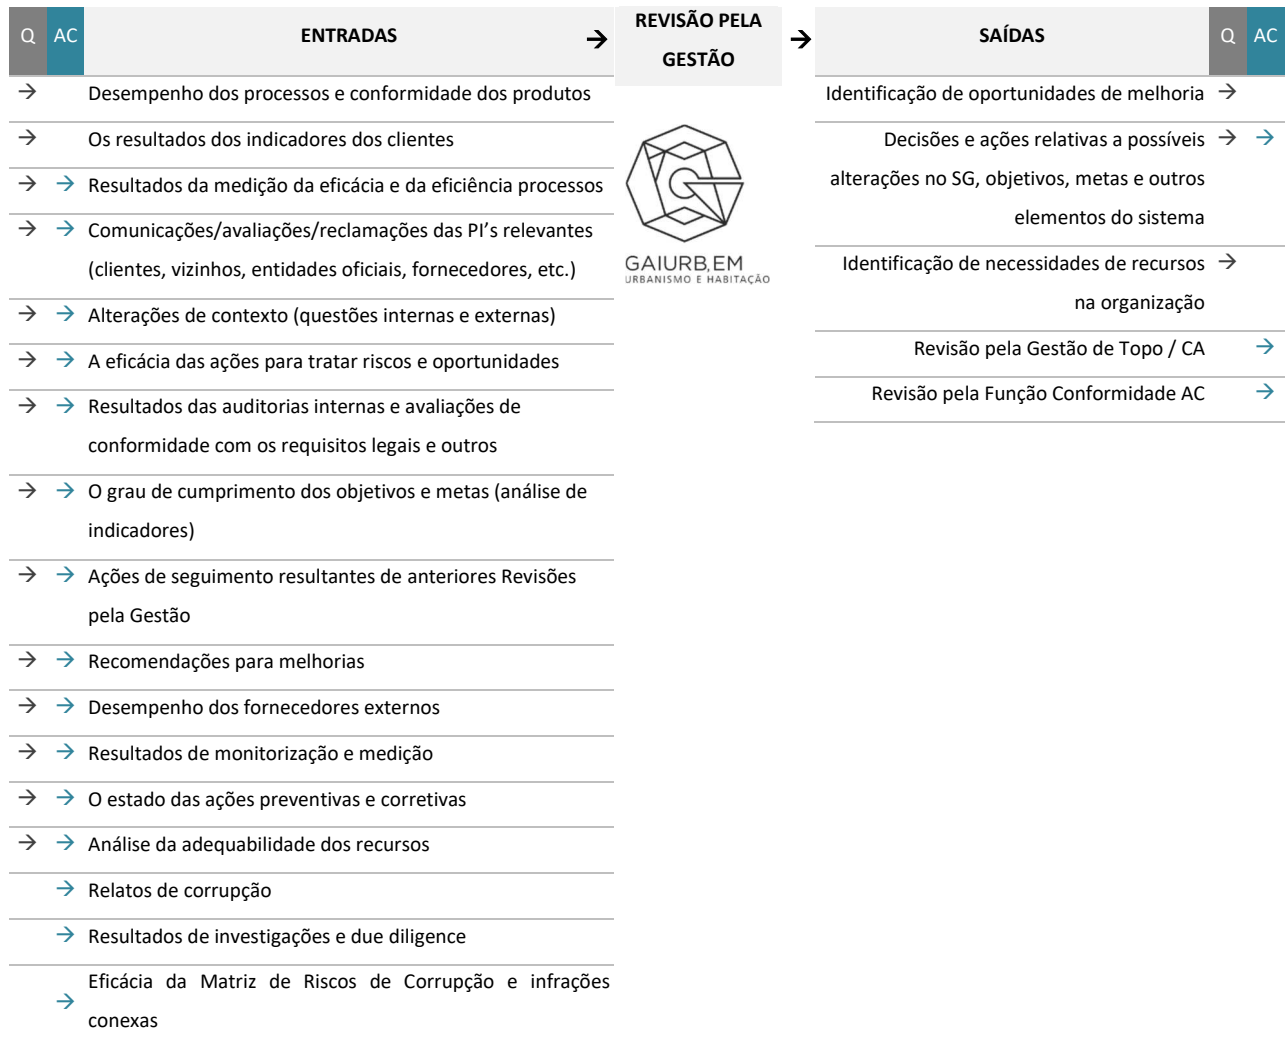 Q AC ENTRADAS → REVISÃO PELA GESTÃO → SAÍDAS Q AC
→ Desempenho dos processos e conformidade dos produtos
→ Os resultados dos indicadores dos clientes
→ → Resultados da medição da eficácia e da eficiência processos
→ → Comunicações/avaliações/reclamações das PI’s relevantes
(clientes, vizinhos, entidades oficiais, fornecedores, etc.)
→ → Alterações de contexto (questões internas e externas)
→ → A eficácia das ações para tratar riscos e oportunidades
→ → Resultados das auditorias internas e avaliações de
conformidade com os requisitos legais e outros
→ → O grau de cumprimento dos objetivos e metas (análise de
indicadores)
→ → Ações de seguimento resultantes de anteriores Revisões
pela Gestão
→ → Recomendações para melhorias
→ → Desempenho dos fornecedores externos
→ → Resultados de monitorização e medição
→ → O estado das ações preventivas e corretivas
→ → Análise da adequabilidade dos recursos
→ Relatos de corrupção
→ Resultados de investigações e due diligence
→ Eficácia da Matriz de Riscos de Corrupção e infrações
conexas
GAIURB,EM
URBANISMO E HABITAÇÃO
Identificação de oportunidades de melhoria →
Decisões e ações relativas a possíveis → →
alterações no SG, objetivos, metas e outros
elementos do sistema
Identificação de necessidades de recursos →
na organização
Revisão pela Gestão de Topo / CA →
Revisão pela Função Conformidade AC →